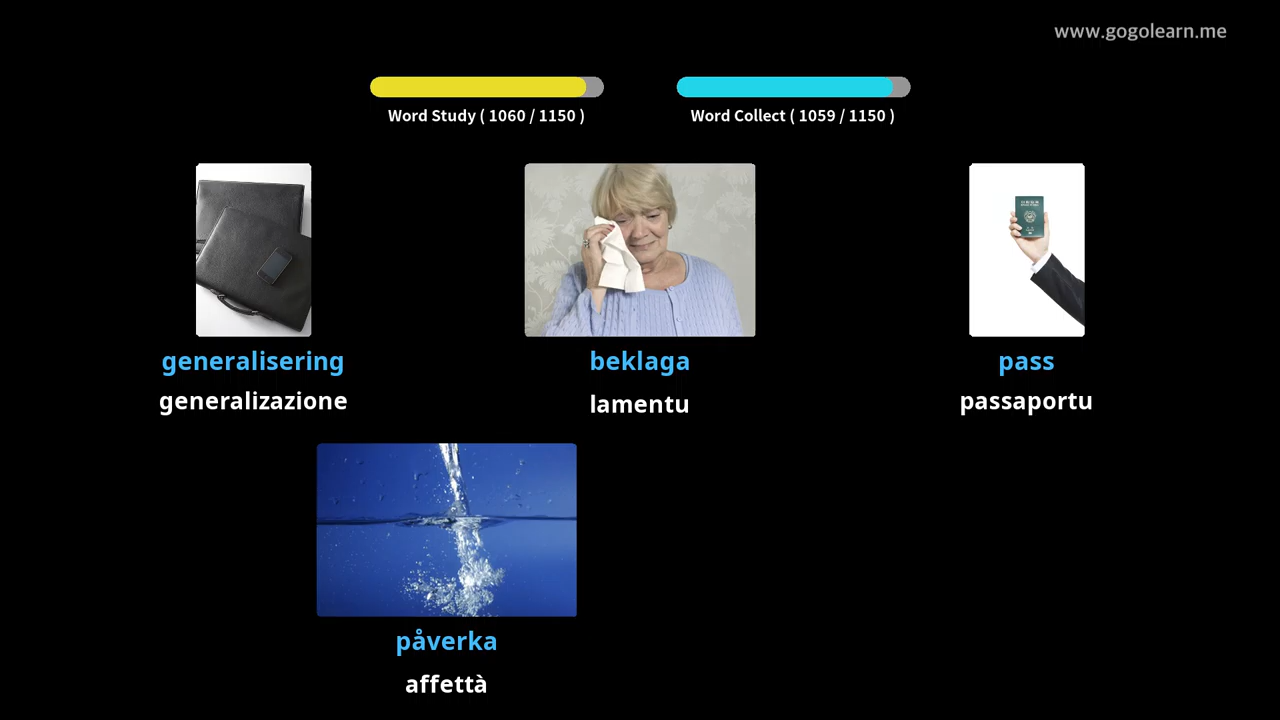 www.gogolearn.me
Word Study ( 1060 / 1150 )
Word Collect ( 1059 / 1150 )
generalisering
generalizazione
beklaga
lamentu
pass
passaportu
påverka
affettà